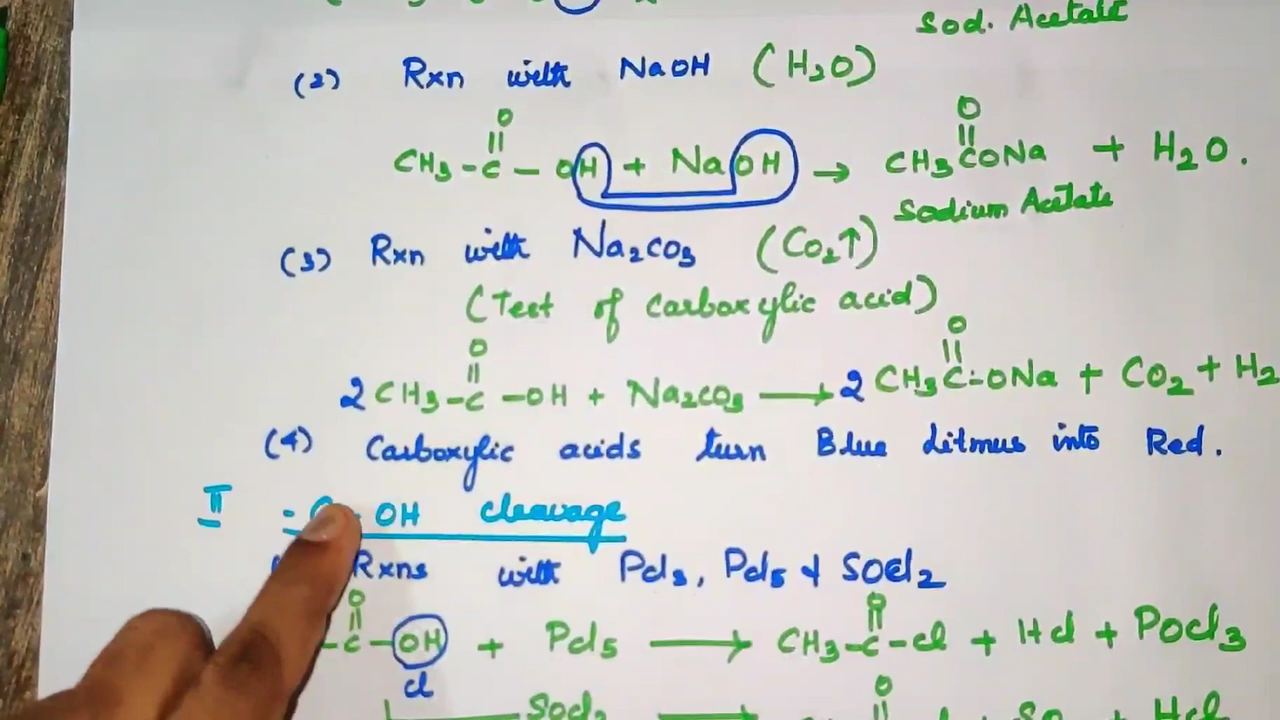 Sod. Acetate
(2) Rxn with NaOH (H₂O)
O
||
CH₃-C-OH + NaOH → CH₃CONa + H₂O.
O
||
Sodium Acetate
(3) Rxn with Na₂CO₃ (CO₂↑)
(Test of Carboxylic acid)
O
||
2CH₃-C-OH + Na₂CO₃ → 2CH₃C-ONa + CO₂ + H₂
O
||
(4) Carboxylic acids turn Blue Litmus into Red.
II - OH cleavage
Rxns with PCl₃, PCl₅ & SOCl₂
O
||
-C-OH + PCl₅ → CH₃-C-Cl + HCl + POCl₃
O
||
Cl
SOCl₂ →
O
||
HCl